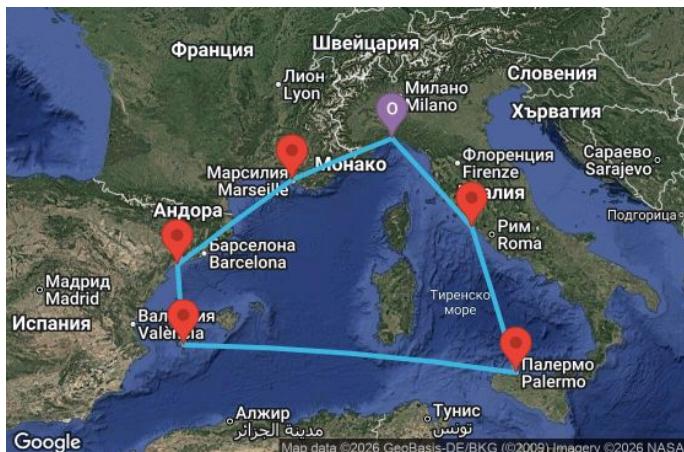 Франция
Швейцария
Словения
Лион
Lyon
Милано
Milano
Хърватия
Марсилия
Marseille
Монако
Флоренция
Firenze
Сараево
Sarajevo
Андора
Подгорица
Барселона
Barcelona
Рим
Roma
Мадрид
Madrid
Тиренско
море
Испания
València
Палермо
Palermo
Алжир
مدينة الجزائر
Тунис
تونس
Google
Map data ©2026 GeoBasis-DE/BKG (©2009) Imagery ©2026 NASA